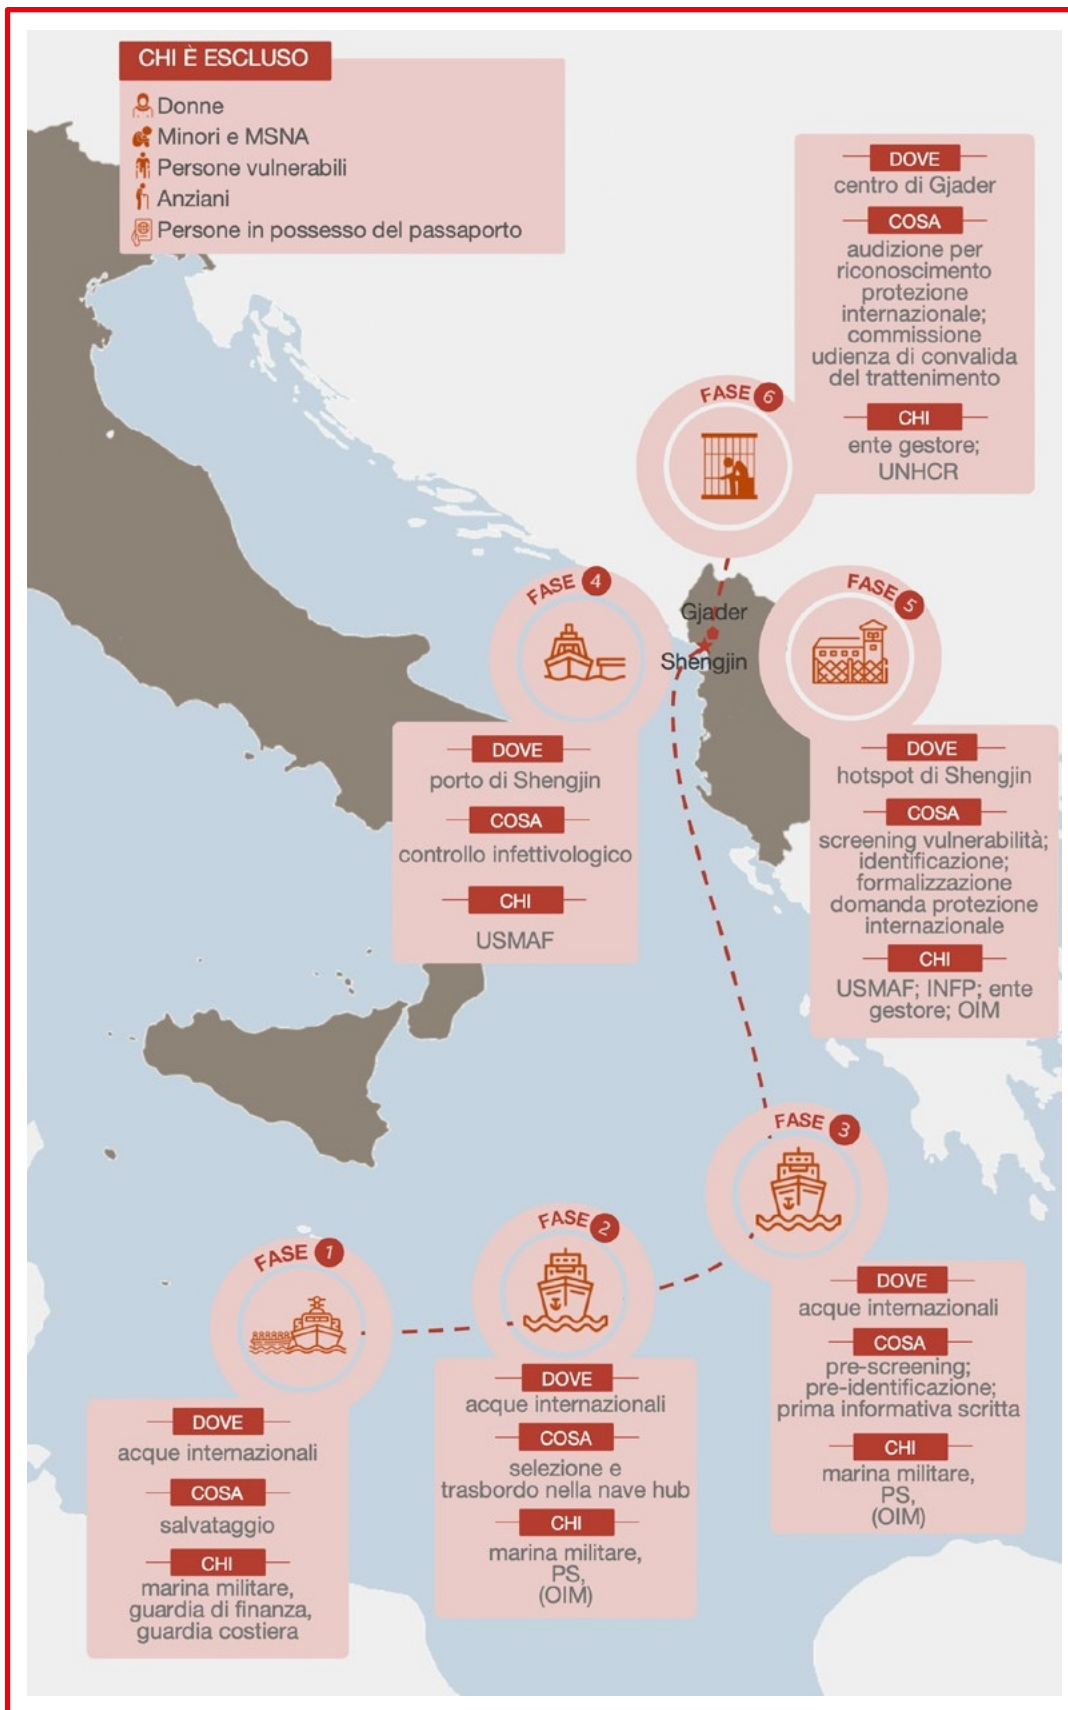 CHI È ESCLUSO
Donne
Minori e MSNA
Persone vulnerabili
Anziani
Persone in possesso del passaporto
DOVE
centro di Gjader
COSA
audizione per
riconoscimento
protezione
internazionale;
commissione
udienza di convalida
del trattenimento
CHI
ente gestore;
UNHCR
FASE 6
FASE 4
DOVE
porto di Shengjin
COSA
controllo infettivologico
CHI
USMAF
Gjader
Shengjin
FASE 5
DOVE
hotspot di Shengjin
COSA
screening vulnerabilità;
identificazione;
formalizzazione
domanda protezione
internazionale
CHI
USMAF; INFP; ente
gestore; OIM
FASE 3
DOVE
acque internazionali
COSA
pre-screening;
pre-identificazione;
prima informativa scritta
CHI
marina militare,
PS,
(OIM)
FASE 2
DOVE
acque internazionali
COSA
selezione e
trasbordo nella nave hub
CHI
marina militare,
PS,
(OIM)
FASE 1
DOVE
acque internazionali
COSA
salvataggio
CHI
marina militare,
guardia di finanza,
guardia costiera